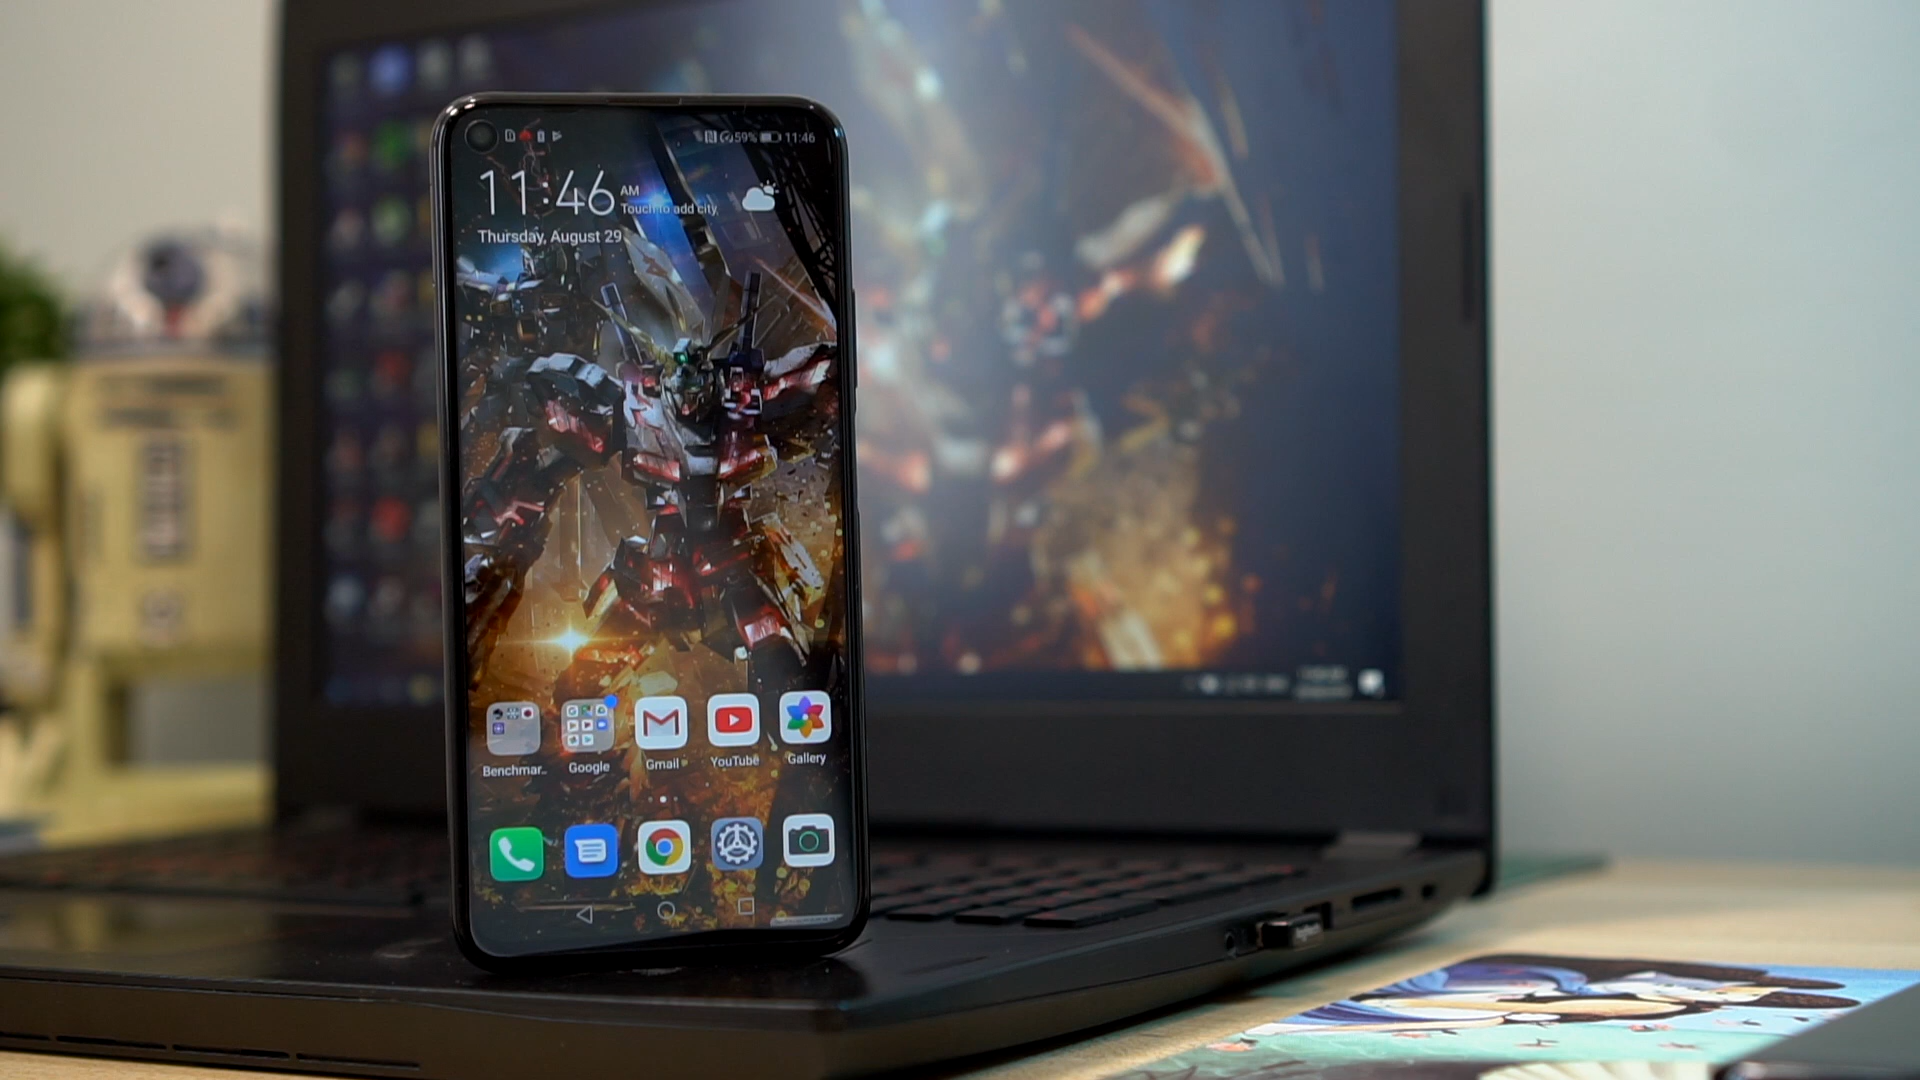 59% 11:46
11:46 AM
Touch to add city
Thursday, August 29
Benchmar..
Google
Gmail
YouTube
Gallery